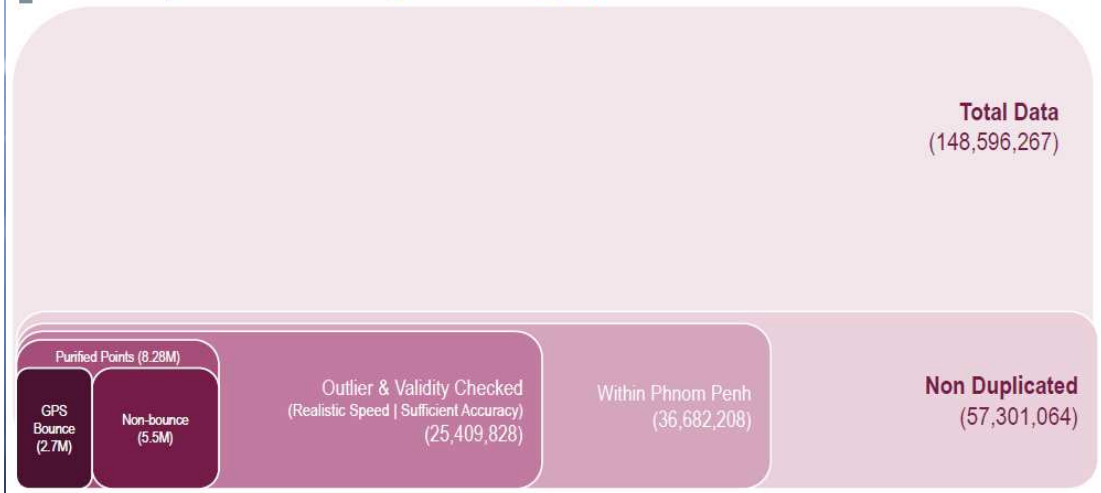 Total Data
(148,596,267)
Purified Points (8.28M)
GPS
Bounce
(2.7M)
Non-bounce
(5.5M)
Outlier & Validity Checked
(Realistic Speed | Sufficient Accuracy)
(25,409,828)
Within Phnom Penh
(36,682,208)
Non Duplicated
(57,301,064)